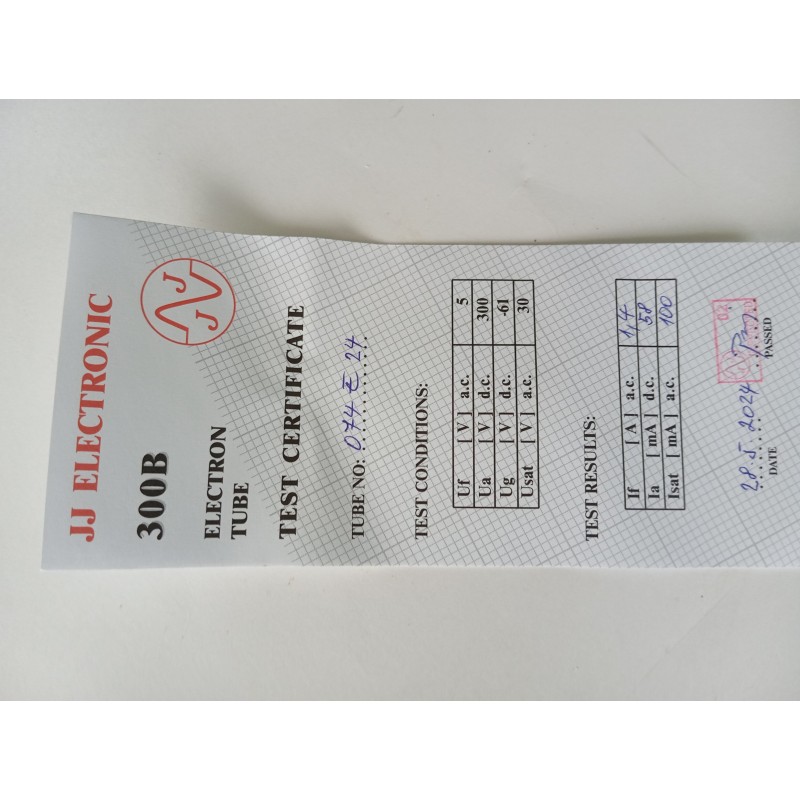 JJ ELECTRONIC
JJ
300B
ELECTRON
TUBE
TEST CERTIFICATE
TUBE NO: 074 E 24
TEST CONDITIONS:
Uf [ V ] a.c. 5
Ua [ V ] d.c. 300
Ug [ V ] d.c. -61
Usat [ V ] a.c. 30
TEST RESULTS:
If [ A ] a.c. 1,4
Ia [ mA ] d.c. 58
Isat [ mA ] a.c. 100
28.5.2024
DATE PASSED